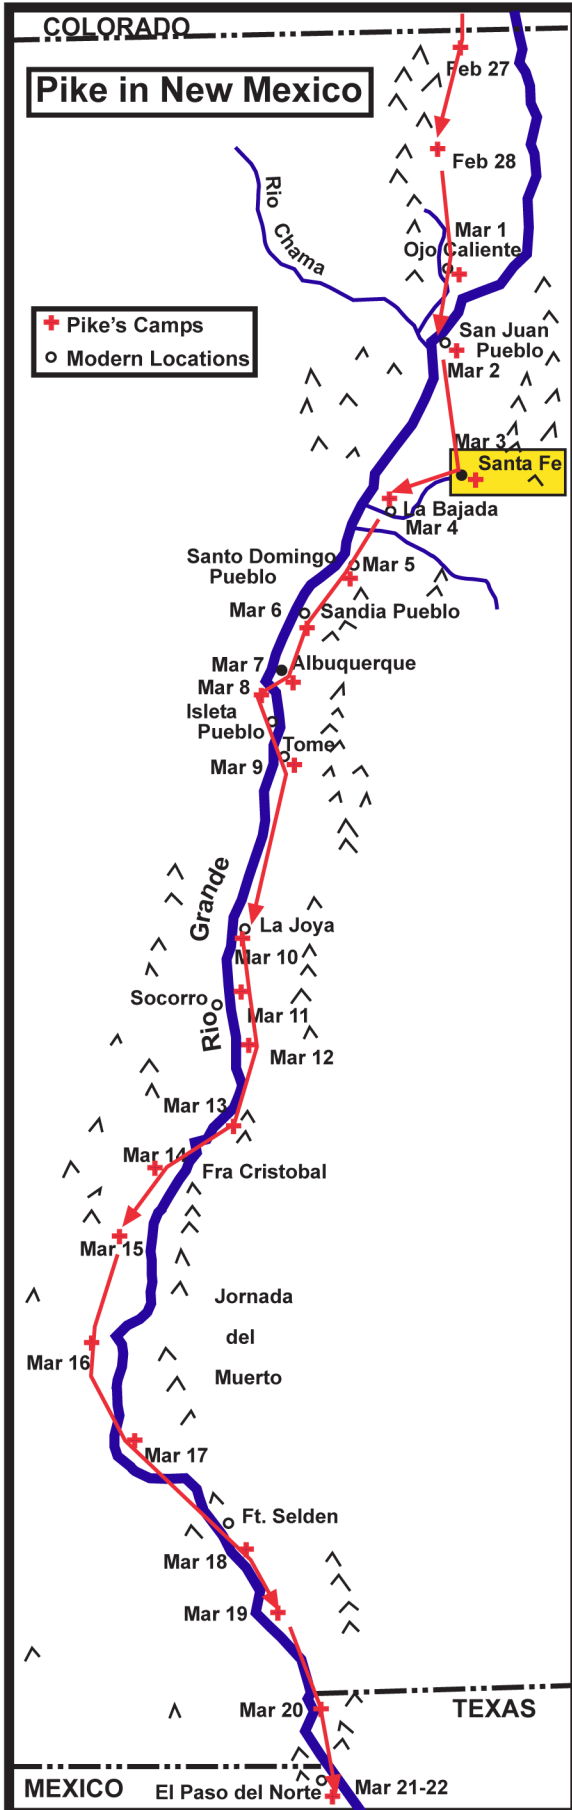 COLORADO
Pike in New Mexico
Feb 27
Feb 28
Rio
Chama
Mar 1
Ojo Caliente
Pike's Camps
Modern Locations
San Juan
Pueblo
Mar 2
Mar 3
Santa Fe
La Bajada
Mar 4
Santo Domingo
Pueblo
Mar 5
Mar 6
Sandia Pueblo
Mar 7
Albuquerque
Mar 8
Isleta
Pueblo
Tome
Mar 9
Grande
La Joya
Mar 10
Socorro
Mar 11
Rio
Mar 12
Mar 13
Mar 14
Fra Cristobal
Mar 15
Jornada
del
Muerto
Mar 16
Mar 17
Ft. Selden
Mar 18
Mar 19
Mar 20
TEXAS
MEXICO
El Paso del Norte
Mar 21-22